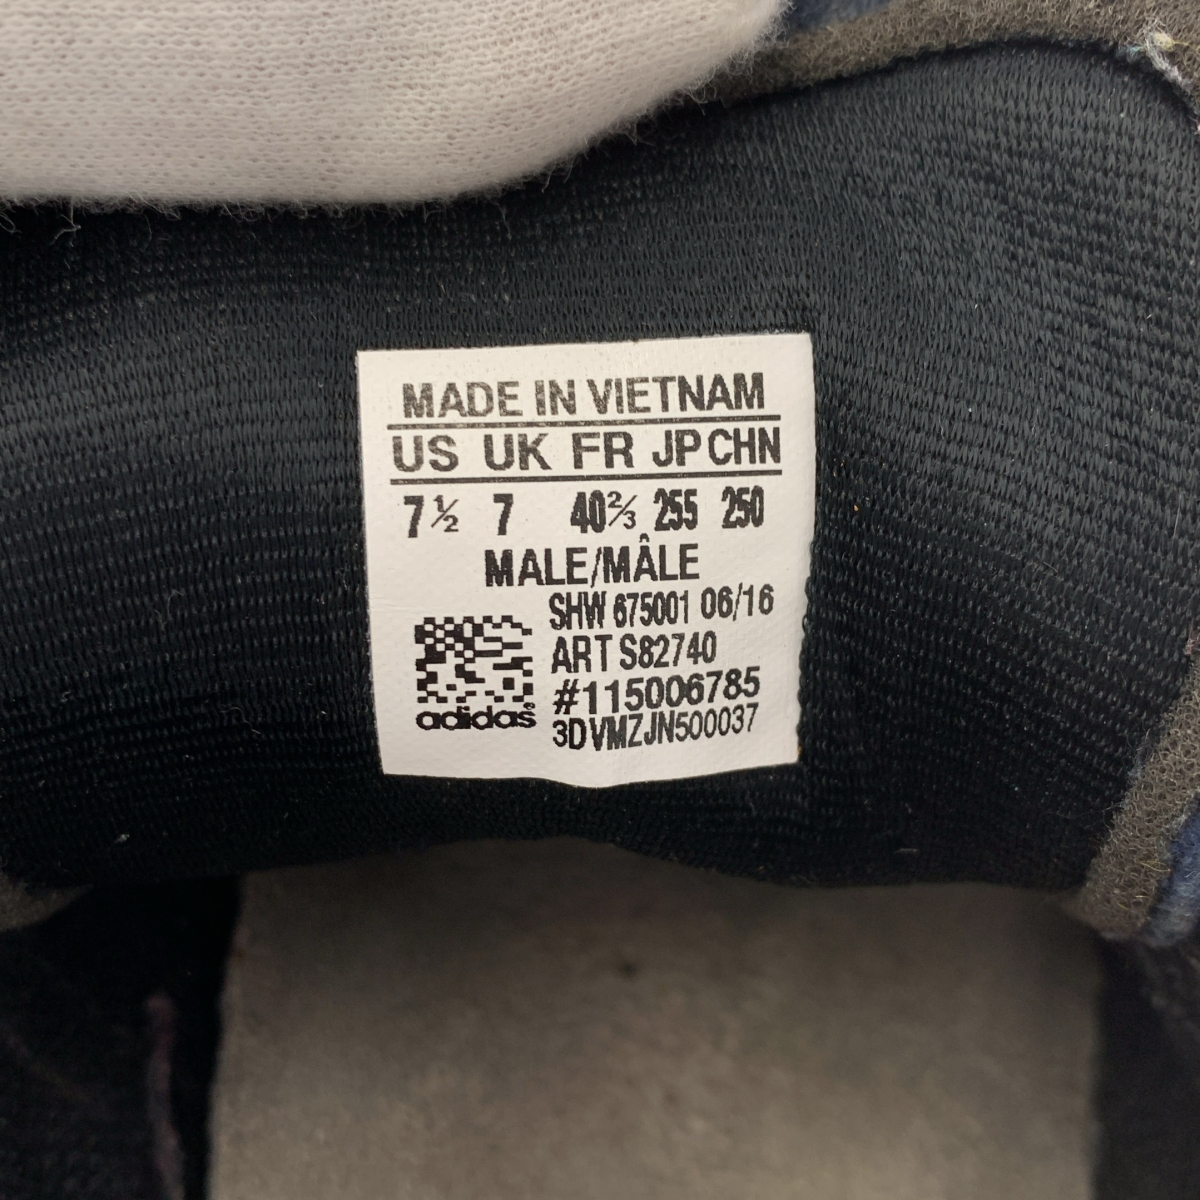 MADE IN VIETNAM
US UK FR JP CHN
7½ 7 40⅔ 255 250
MALE/MÂLE
SHW 675001 06/16
ART S82740
#115006785
adidas® 3DVMZJN500037